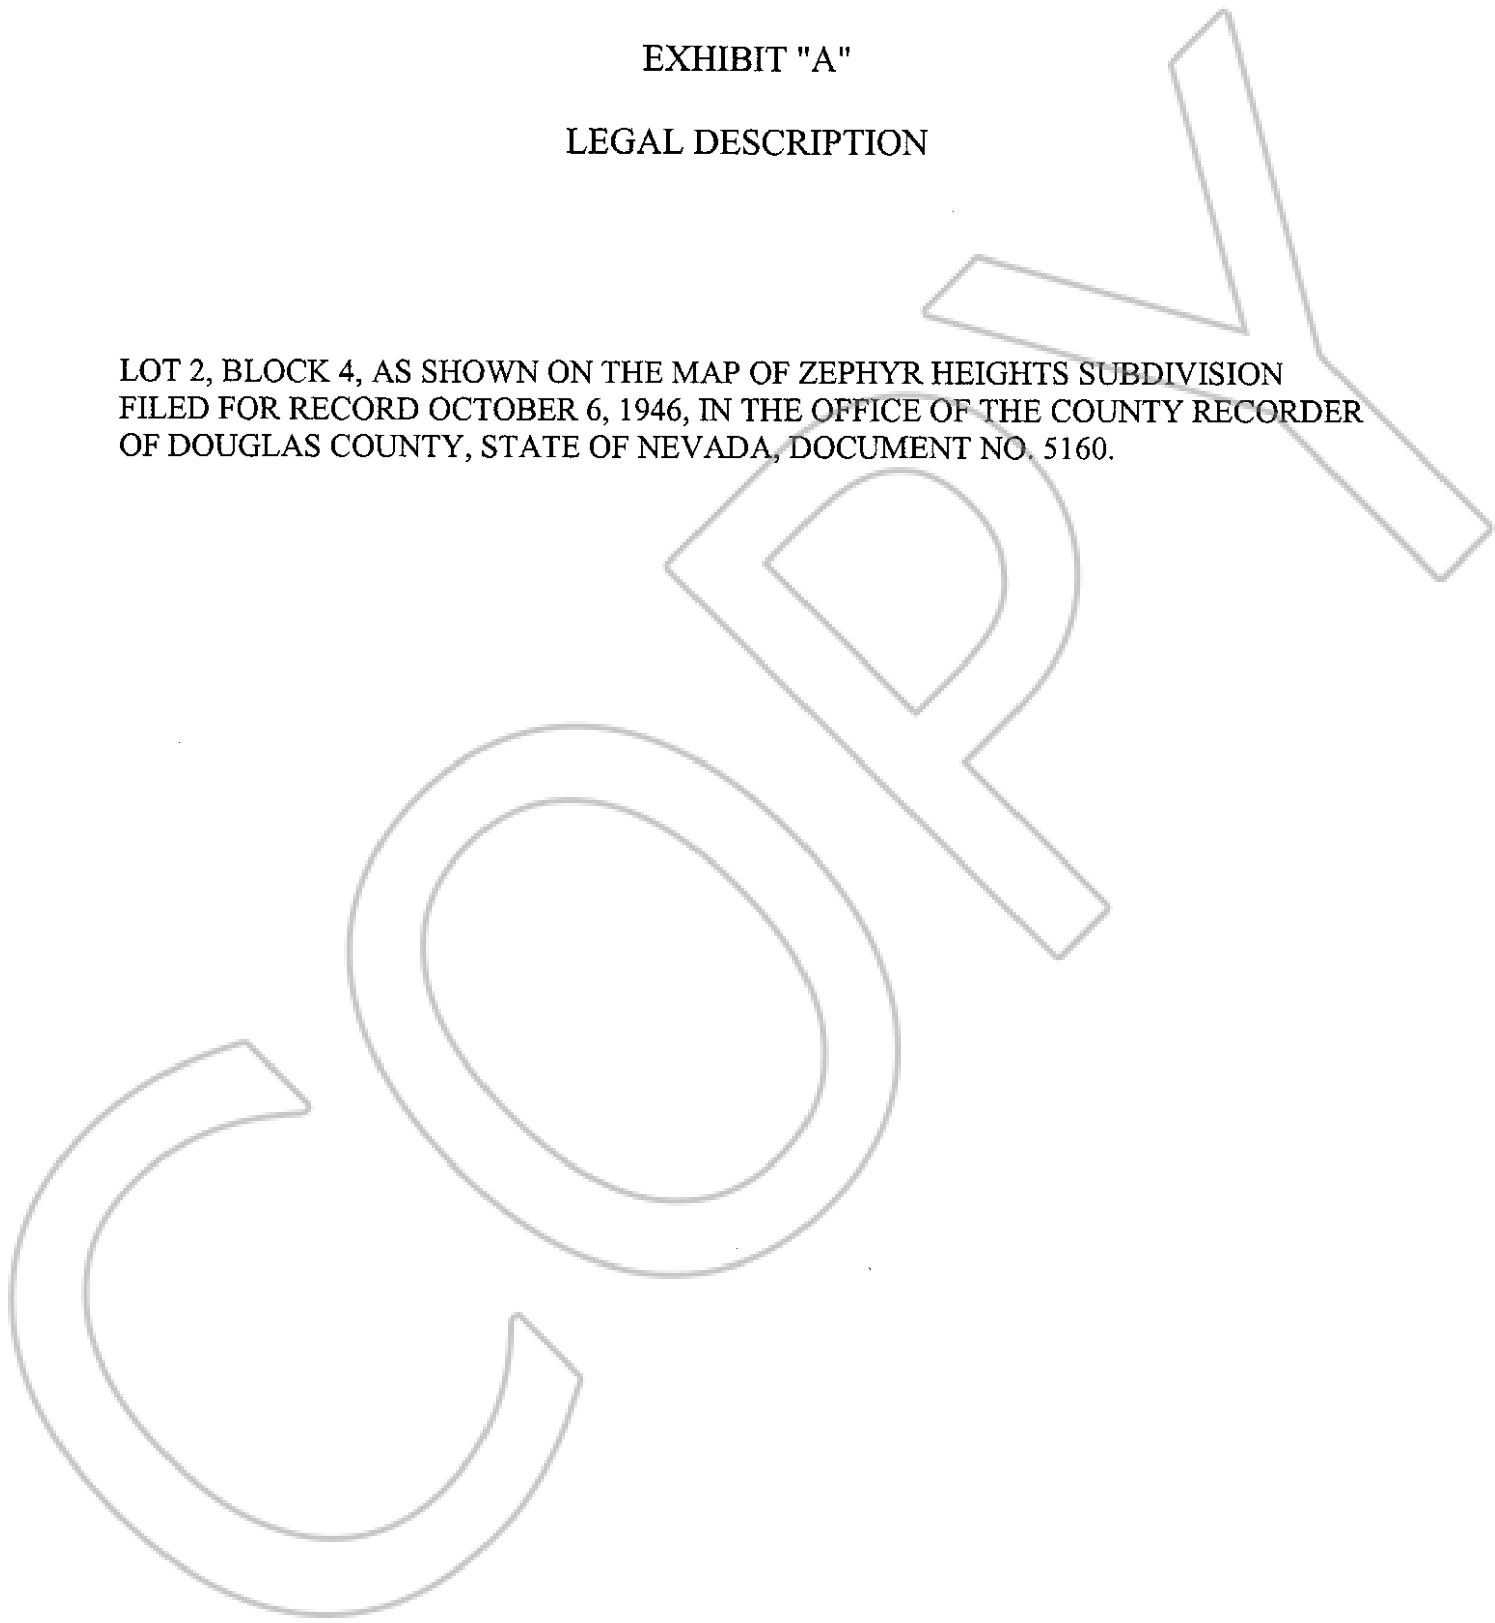 EXHIBIT "A"
LEGAL DESCRIPTION
LOT 2, BLOCK 4, AS SHOWN ON THE MAP OF ZEPHYR HEIGHTS SUBDIVISION
FILED FOR RECORD OCTOBER 6, 1946, IN THE OFFICE OF THE COUNTY RECORDER
OF DOUGLAS COUNTY, STATE OF NEVADA, DOCUMENT NO. 5160.
COPY